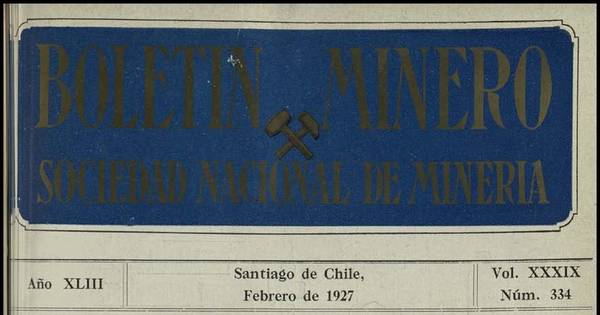 BOLETIN MINERO
SOCIEDAD NACIONAL DE MINERIA
Año XLIII
Santiago de Chile,
Febrero de 1927
Vol. XXXIX
Núm. 334